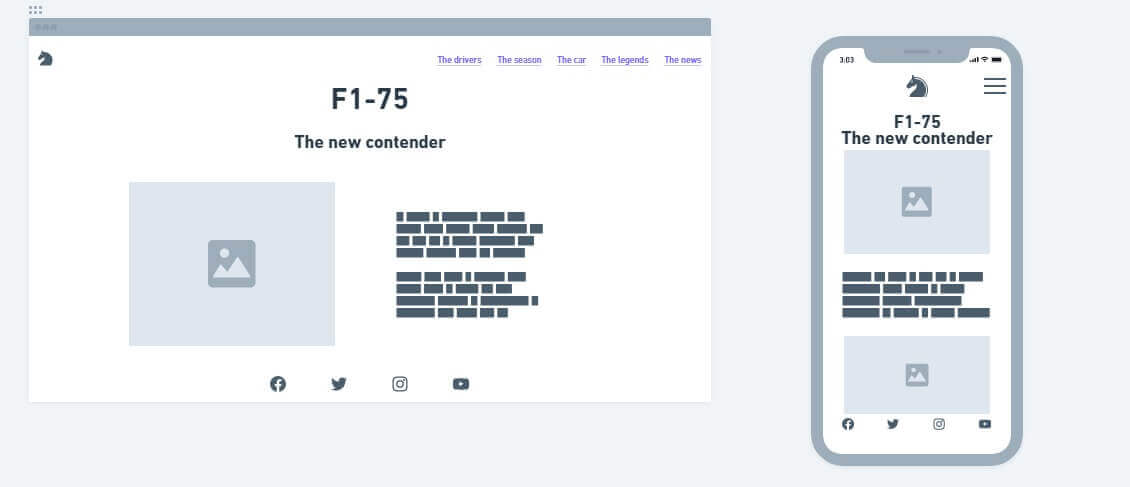 The drivers The season The car The legends The news
F1-75
The new contender
3:03
F1-75
The new contender